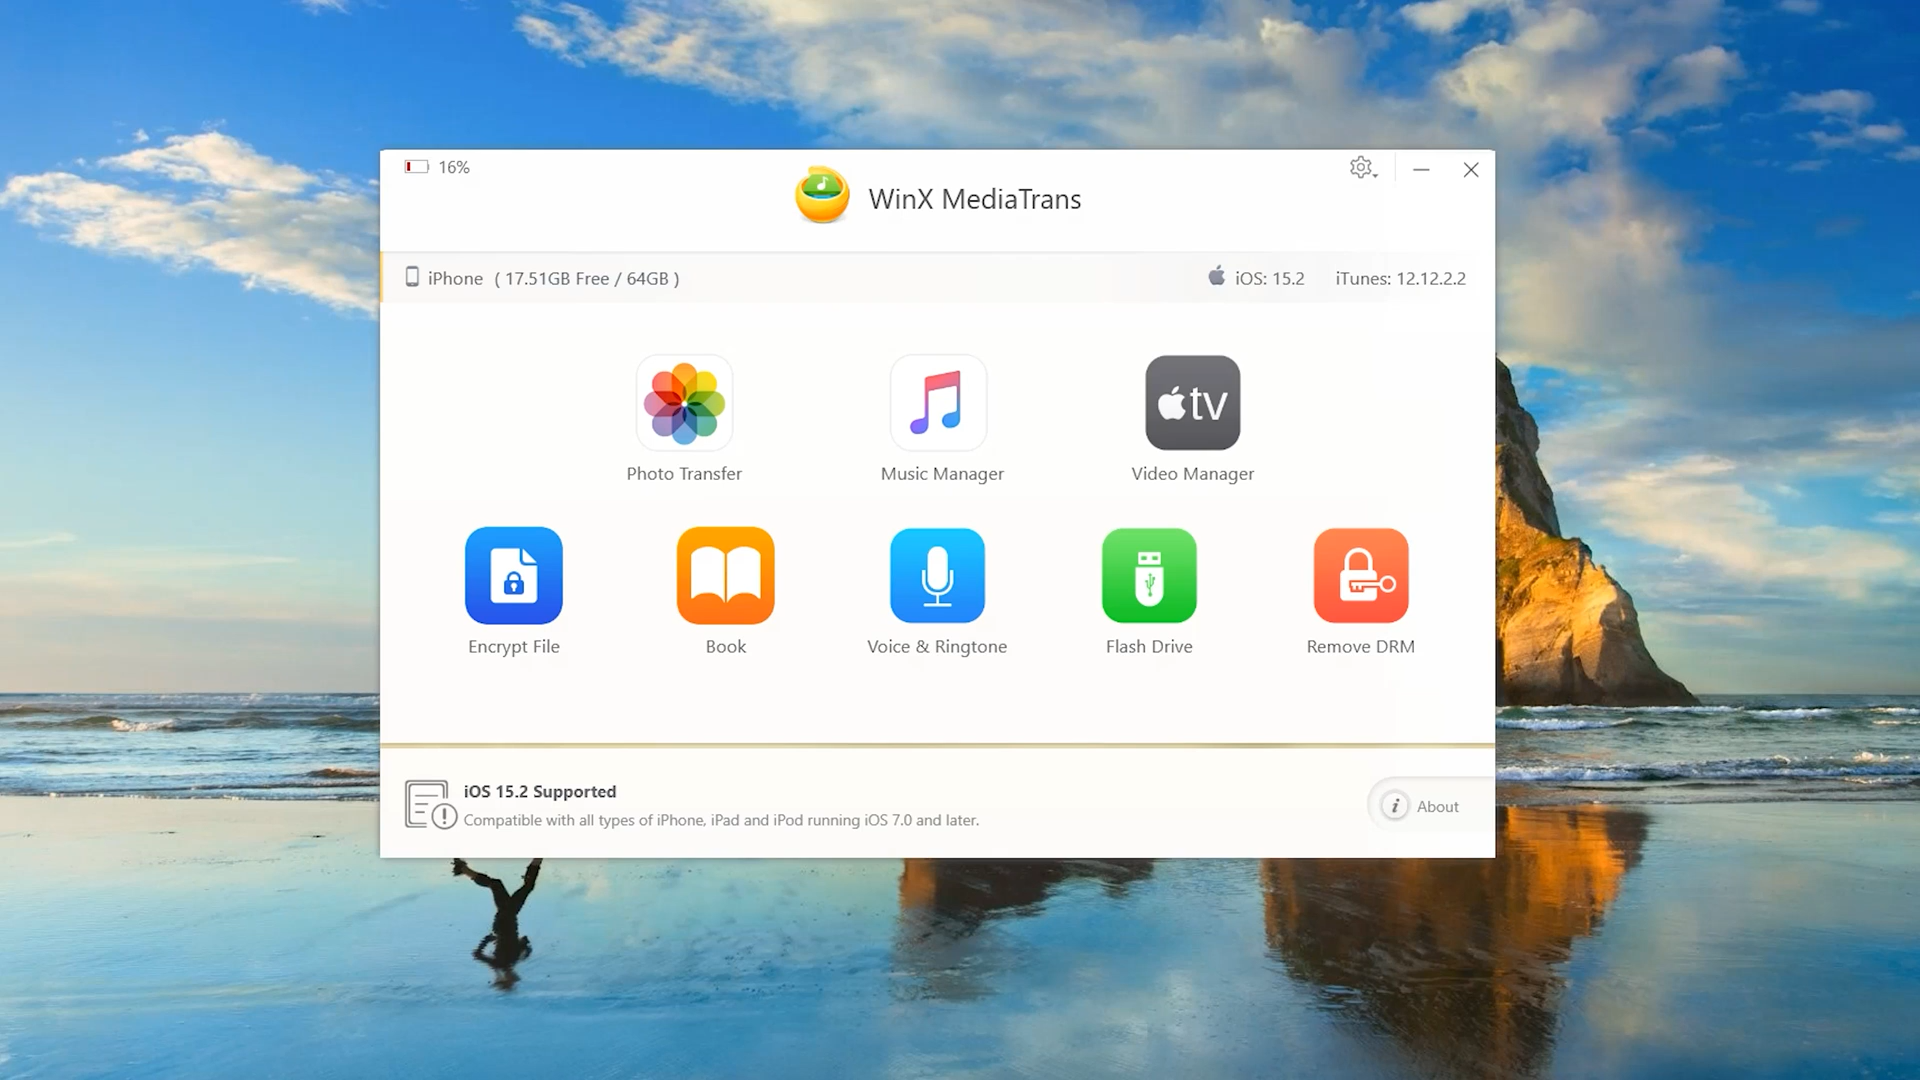 16%
WinX MediaTrans
iPhone ( 17.51GB Free / 64GB )
iOS: 15.2
iTunes: 12.12.2.2
tv
Photo Transfer
Music Manager
Video Manager
Encrypt File
Book
Voice & Ringtone
Flash Drive
Remove DRM
iOS 15.2 Supported
Compatible with all types of iPhone, iPad and iPod running iOS 7.0 and later.
i About